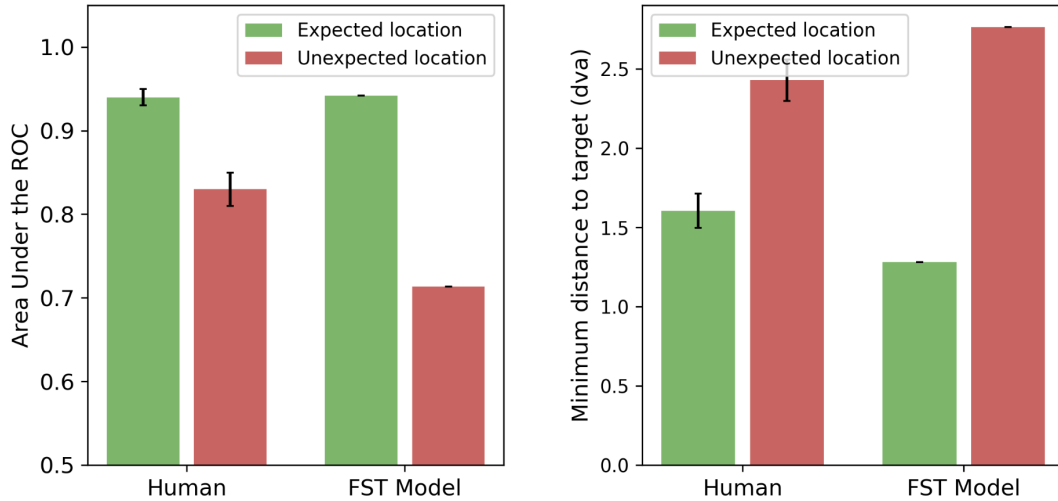 Expected location
Unexpected location
1.0
0.9
0.8
0.7
0.6
0.5
Area Under the ROC
Human
FST Model
Expected location
Unexpected location
2.5
2.0
1.5
1.0
0.5
0.0
Minimum distance to target (dva)
Human
FST Model